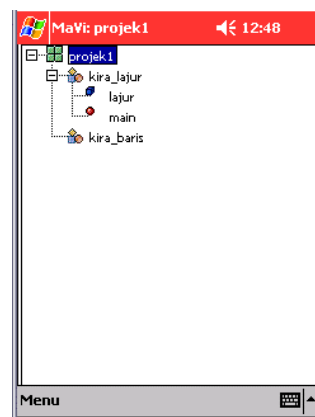 MaVi: projek1 12:48
projek1
kira_lajur
lajur
main
kira_baris
Menu